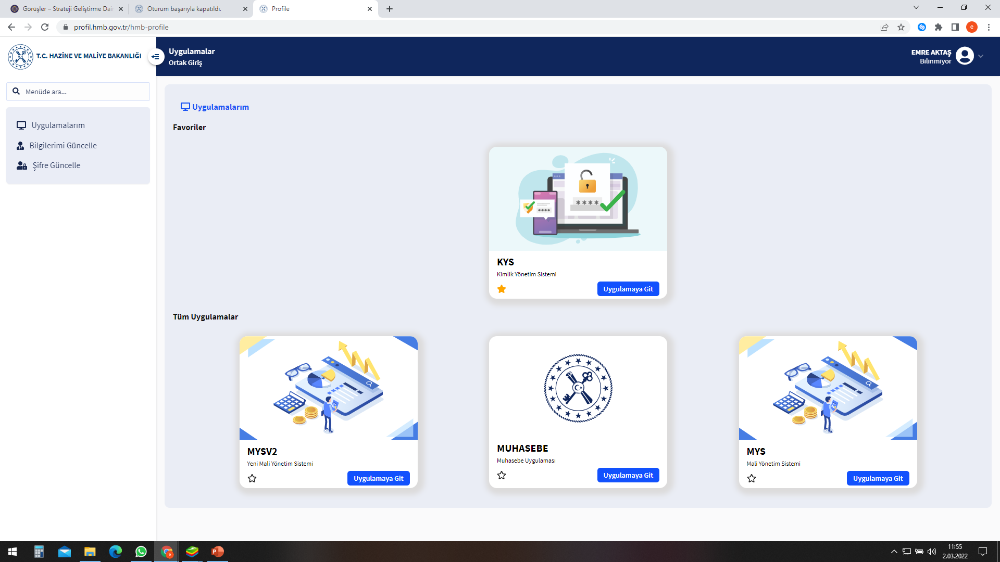 Görüşler – Strateji Geliştirme Dai
Oturum başarıyla kapatıldı.
Profile
profil.hmb.gov.tr/hmb-profile
e
T.C. HAZİNE VE MALİYE BAKANLIĞI
Uygulamalar
Ortak Giriş
EMRE AKTAŞ
Bilinmiyor
Menüde ara...
Uygulamalarım
Bilgilerimi Güncelle
Şifre Güncelle
Uygulamalarım
Favoriler
****
****
KYS
Kimlik Yönetim Sistemi
Uygulamaya Git
Tüm Uygulamalar
MYSV2
Yeni Mali Yönetim Sistemi
Uygulamaya Git
MUHASEBE
Muhasebe Uygulaması
Uygulamaya Git
MYS
Mali Yönetim Sistemi
Uygulamaya Git
e
P
11:55
2.03.2022